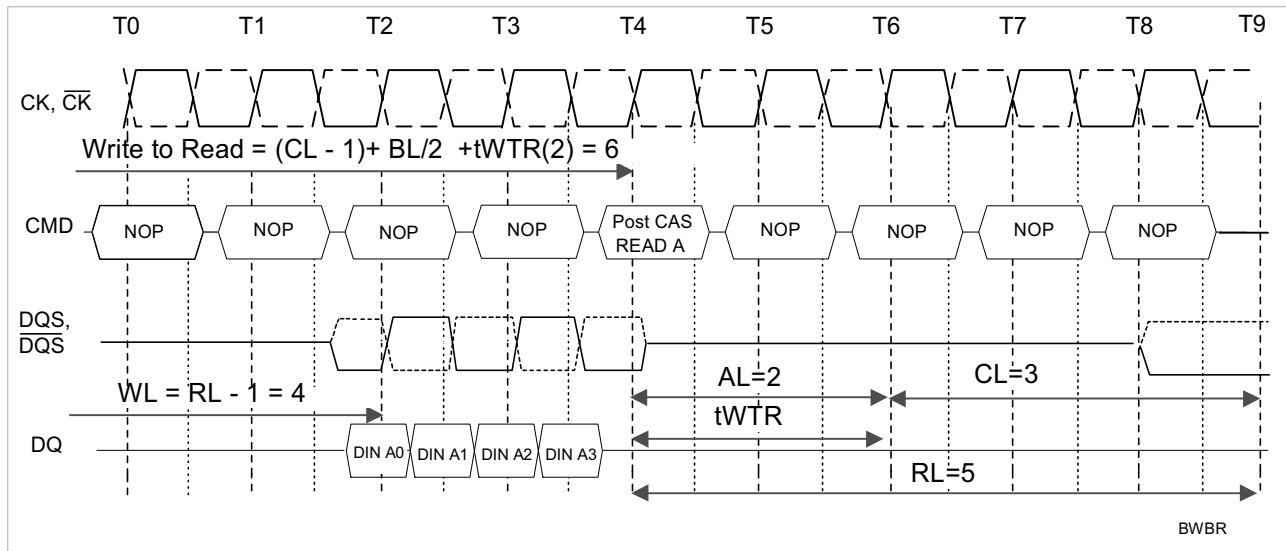 T0 T1 T2 T3 T4 T5 T6 T7 T8 T9
CK, C̅K̅
Write to Read = (CL - 1)+ BL/2 +tWTR(2) = 6
CMD NOP NOP NOP NOP Post CAS READ A NOP NOP NOP NOP
DQS,
D̅Q̅S̅
AL=2 CL=3
WL = RL - 1 = 4
tWTR
DQ DIN A0 DIN A1 DIN A2 DIN A3
RL=5
BWBR